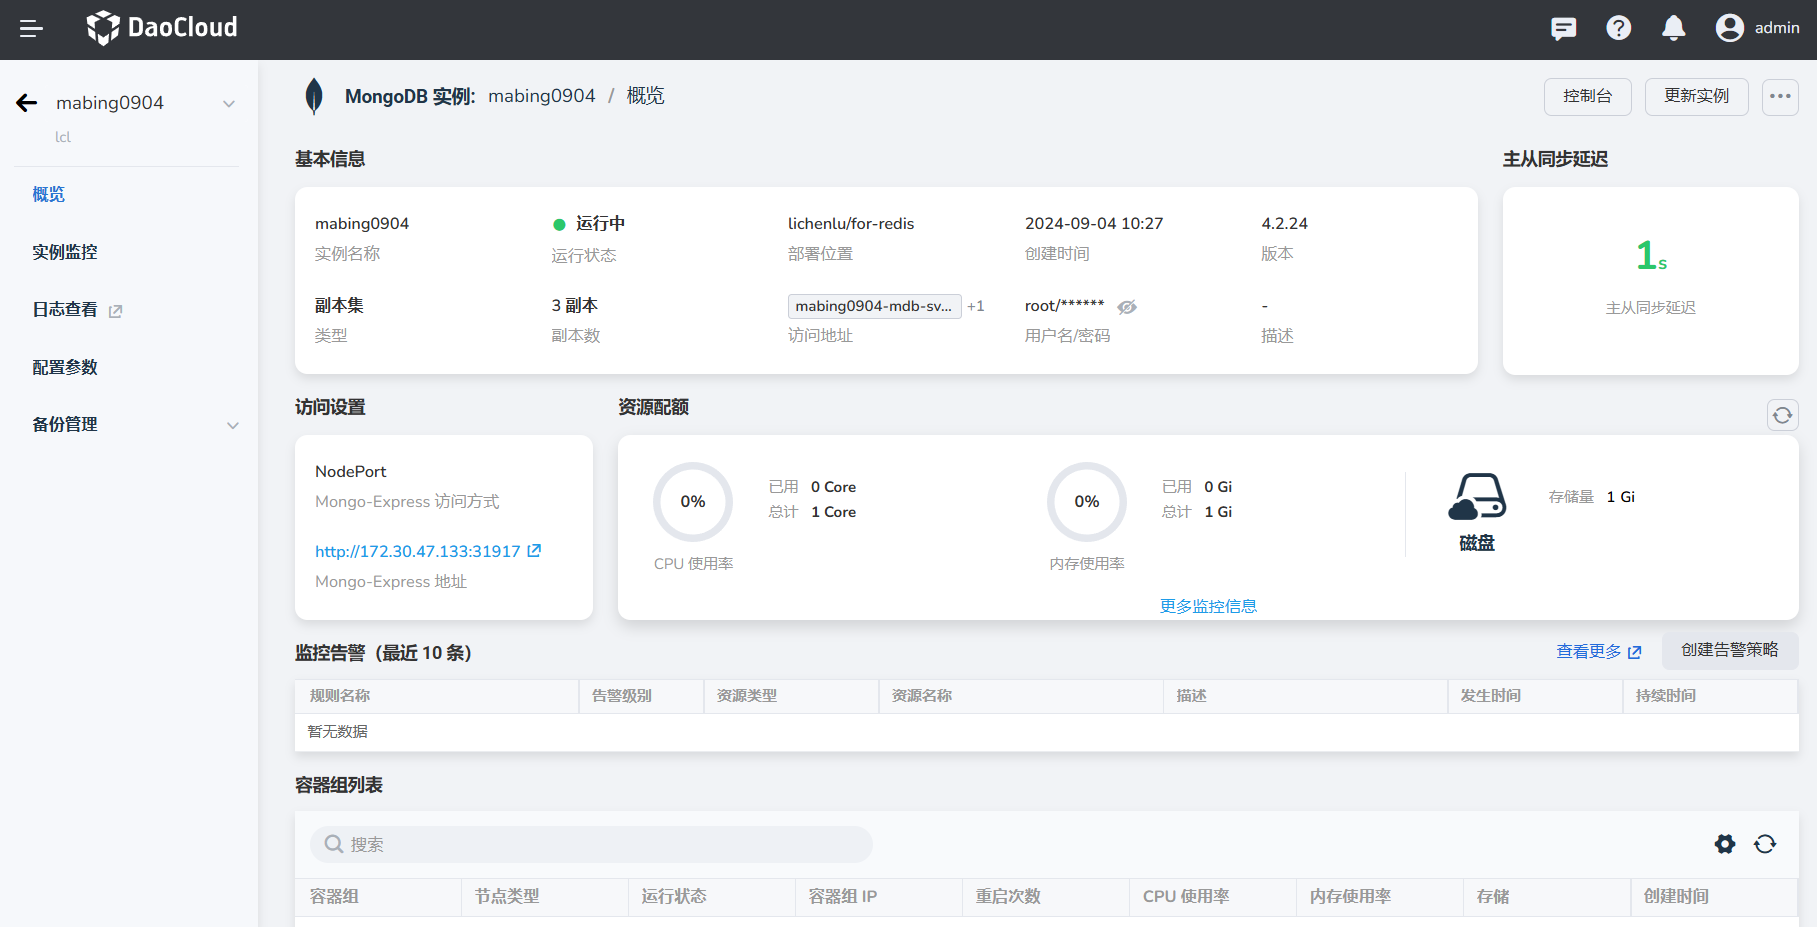 DaoCloud
admin
mabing0904
lcl
概览
实例监控
日志查看
配置参数
备份管理
MongoDB 实例: mabing0904 / 概览
控制台
更新实例
基本信息
mabing0904
实例名称
运行中
运行状态
lichenlu/for-redis
部署位置
2024-09-04 10:27
创建时间
4.2.24
版本
副本集
类型
3 副本
副本数
mabing0904-mdb-sv... +1
访问地址
root/******
用户名/密码
-
描述
主从同步延迟
1s
主从同步延迟
访问设置
NodePort
Mongo-Express 访问方式
http://172.30.47.133:31917
Mongo-Express 地址
资源配额
0%
CPU 使用率
已用 0 Core
总计 1 Core
0%
内存使用率
已用 0 Gi
总计 1 Gi
磁盘
存储量 1 Gi
更多监控信息
监控告警（最近 10 条）
查看更多
创建告警策略
规则名称 告警级别 资源类型 资源名称 描述 发生时间 持续时间
暂无数据
容器组列表
搜索
容器组 节点类型 运行状态 容器组 IP 重启次数 CPU 使用率 内存使用率 存储 创建时间